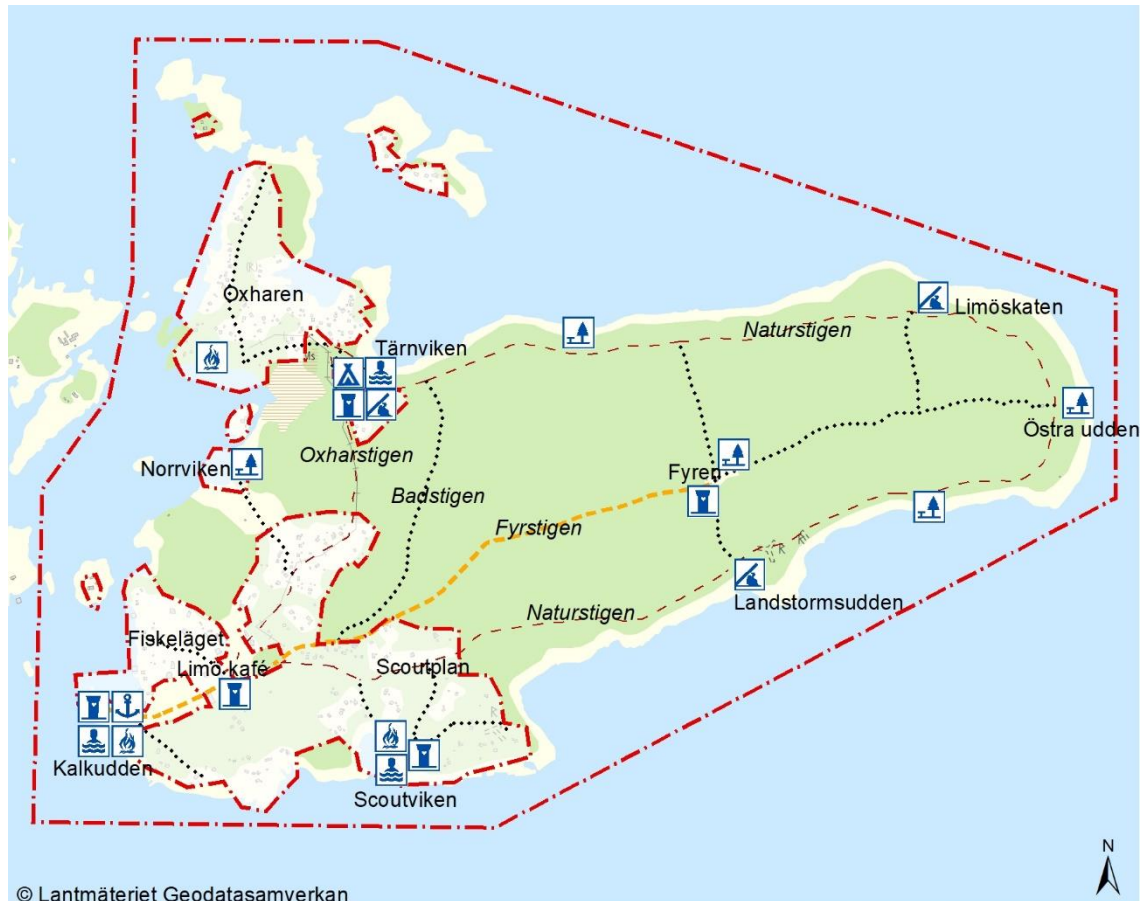 Oxharen
Limöskaten
Naturstigen
Tärnviken
Östra udden
Oxharstigen
Norrviken
Fyren
Badstigen
Fyrstigen
Landstormsudden
Naturstigen
Fiskeläget
Limö kafé
Scoutplan
Kalkudden
Scoutviken
N
© Lantmäteriet Geodatasamverkan